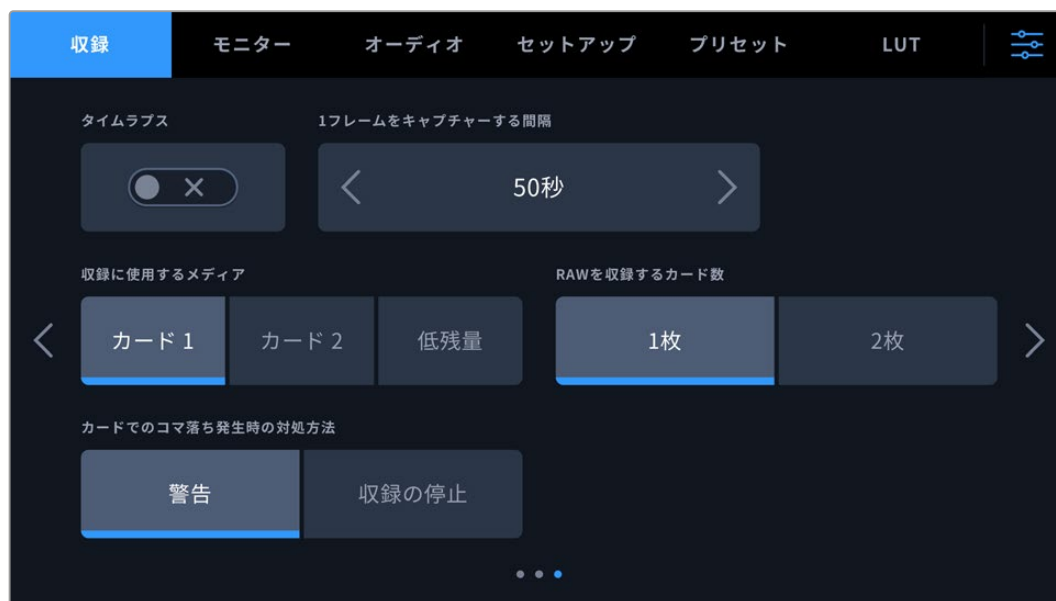 収録 モニター オーディオ セットアップ プリセット LUT
タイムラプス 1フレームをキャプチャーする間隔
50秒
収録に使用するメディア RAWを収録するカード数
カード 1 カード 2 低残量 1枚 2枚
カードでのコマ落ち発生時の対処方法
警告 収録の停止